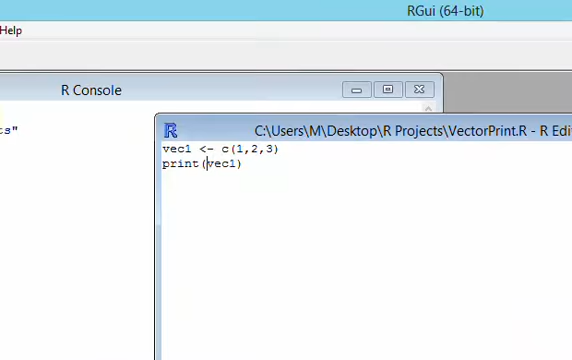 RGui (64-bit)
Help
R Console
s"
C:\Users\M\Desktop\R Projects\VectorPrint.R - R Edi
vec1 <- c(1,2,3)
print(vec1)